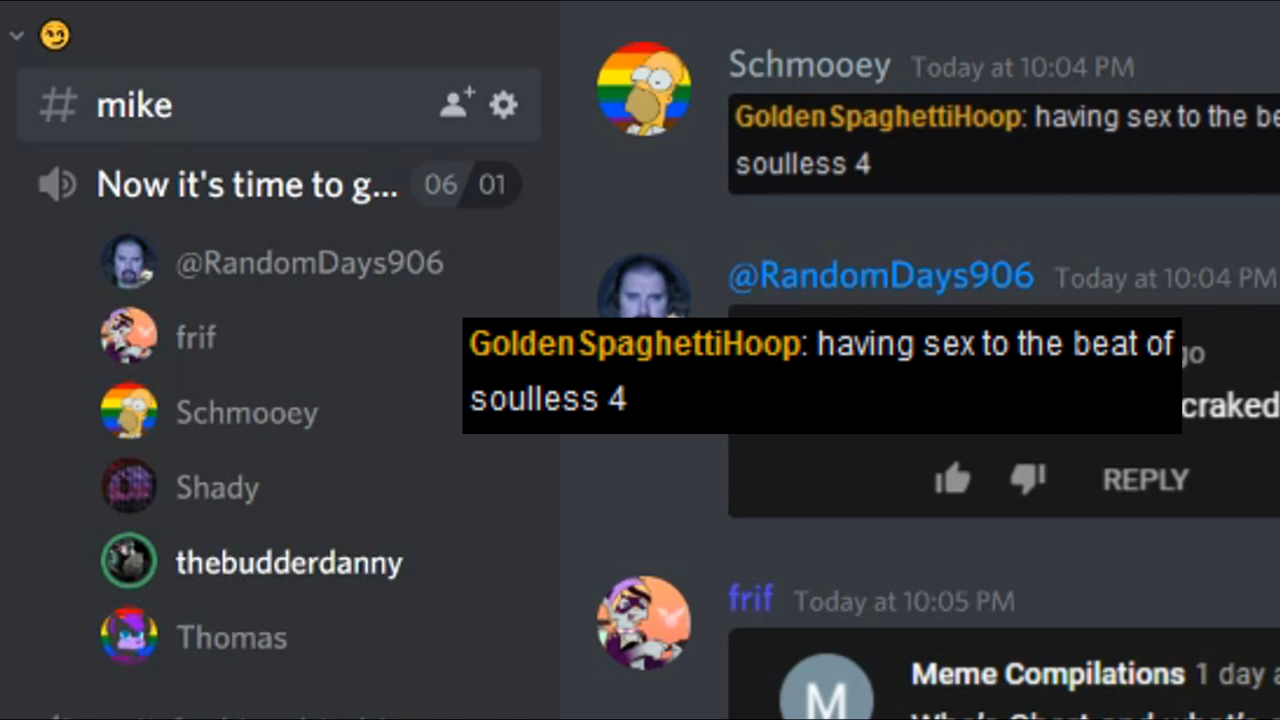 mike
Now it's time to g... 06 01
@RandomDays906
frif
Schmooey
Shady
thebudderdanny
Thomas
Schmooey Today at 10:04 PM
GoldenSpaghettiHoop: having sex to the be
soulless 4
@RandomDays906 Today at 10:04 PM
GoldenSpaghettiHoop: having sex to the beat of
soulless 4
go
craked
REPLY
frif Today at 10:05 PM
M
Meme Compilations 1 day a